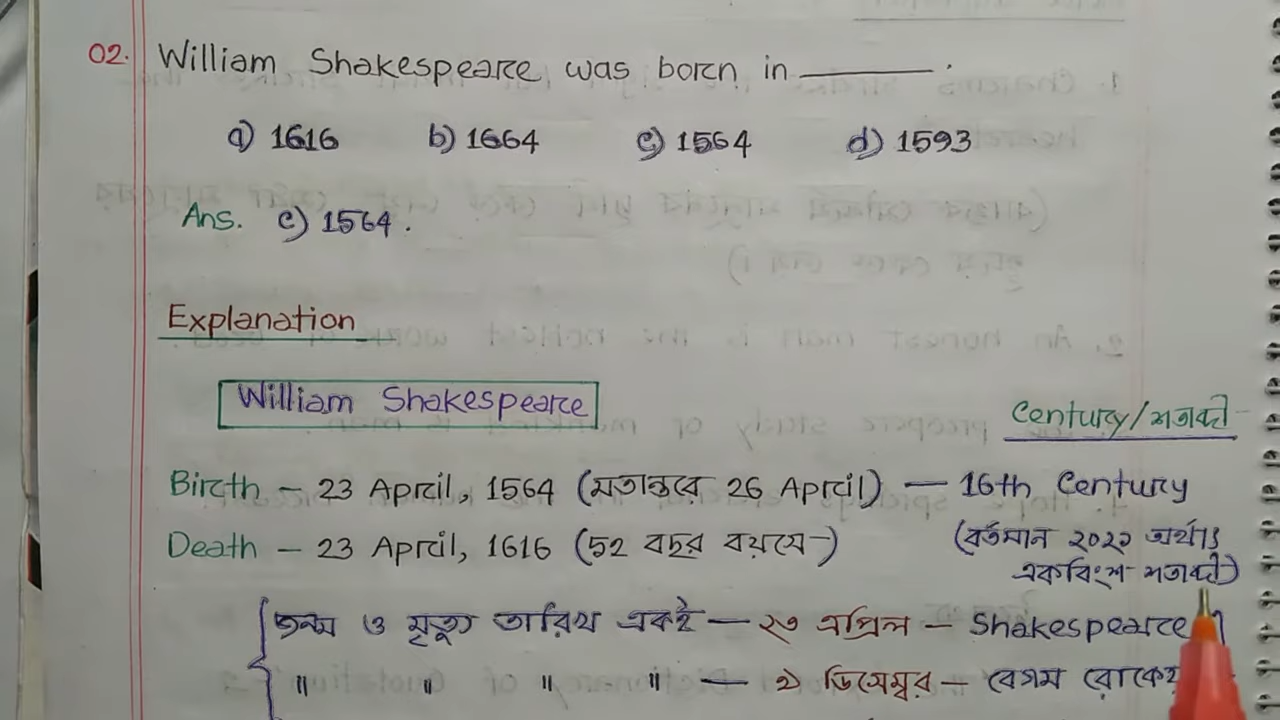 02. William Shakespeare was born in ______.
a) 1616 b) 1664 c) 1564 d) 1593
Ans. c) 1564.
Explanation
William Shakespeare
Century/শতাব্দী
Birth – 23 April, 1564 (মতান্তরে 26 April) – 16th Century
Death – 23 April, 1616 (52 বছর বয়সে) (বর্তমান ২০২১ অর্থাৎ
একবিংশ শতাব্দী)
জন্ম ও মৃত্যু তারিখ একই – ২৩ এপ্রিল – Shakespeare
" " " " – ৯ ডিসেম্বর – বেগম